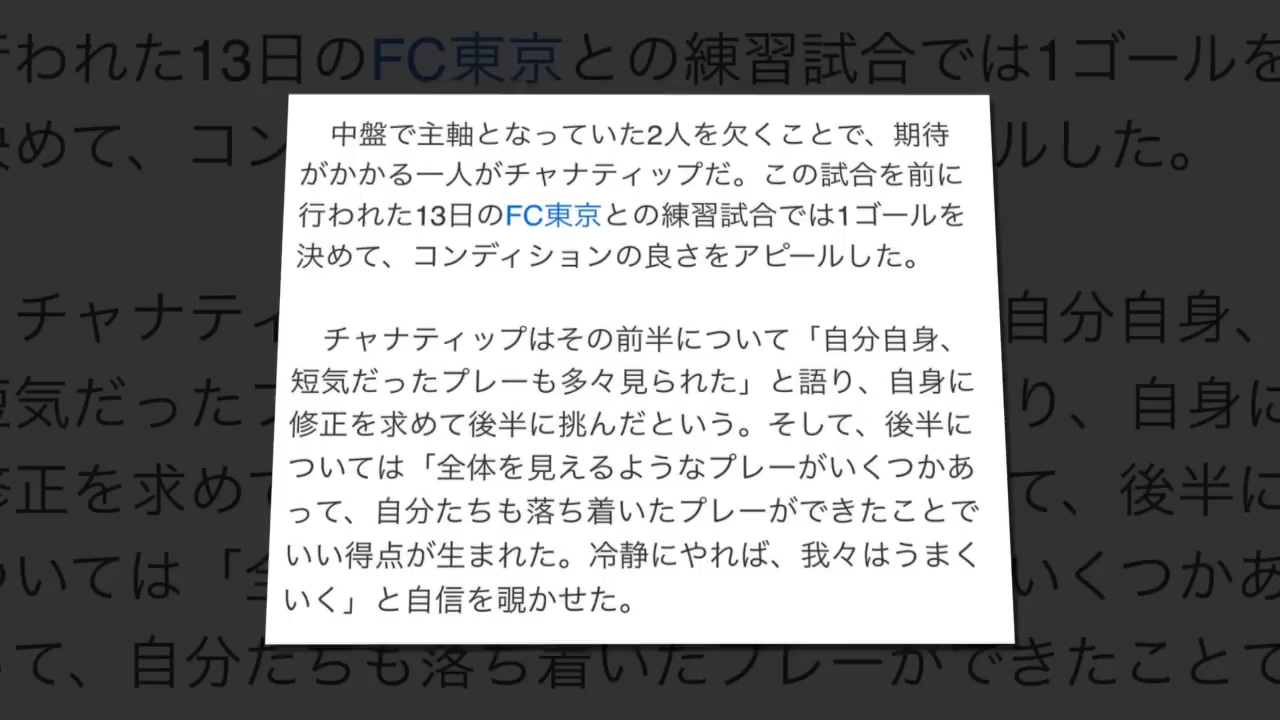 中盤で主軸となっていた2人を欠くことで、期待
がかかる一人がチャナティップだ。この試合を前に
行われた13日のFC東京との練習試合では1ゴールを
決めて、コンディションの良さをアピールした。
チャナティップはその前半について「自分自身、
短気だったプレーも多々見られた」と語り、自身に
修正を求めて後半に挑んだという。そして、後半に
ついては「全体を見えるようなプレーがいくつかあ
って、自分たちも落ち着いたプレーができたことで
いい得点が生まれた。冷静にやれば、我々はうまく
いく」と自信を覗かせた。